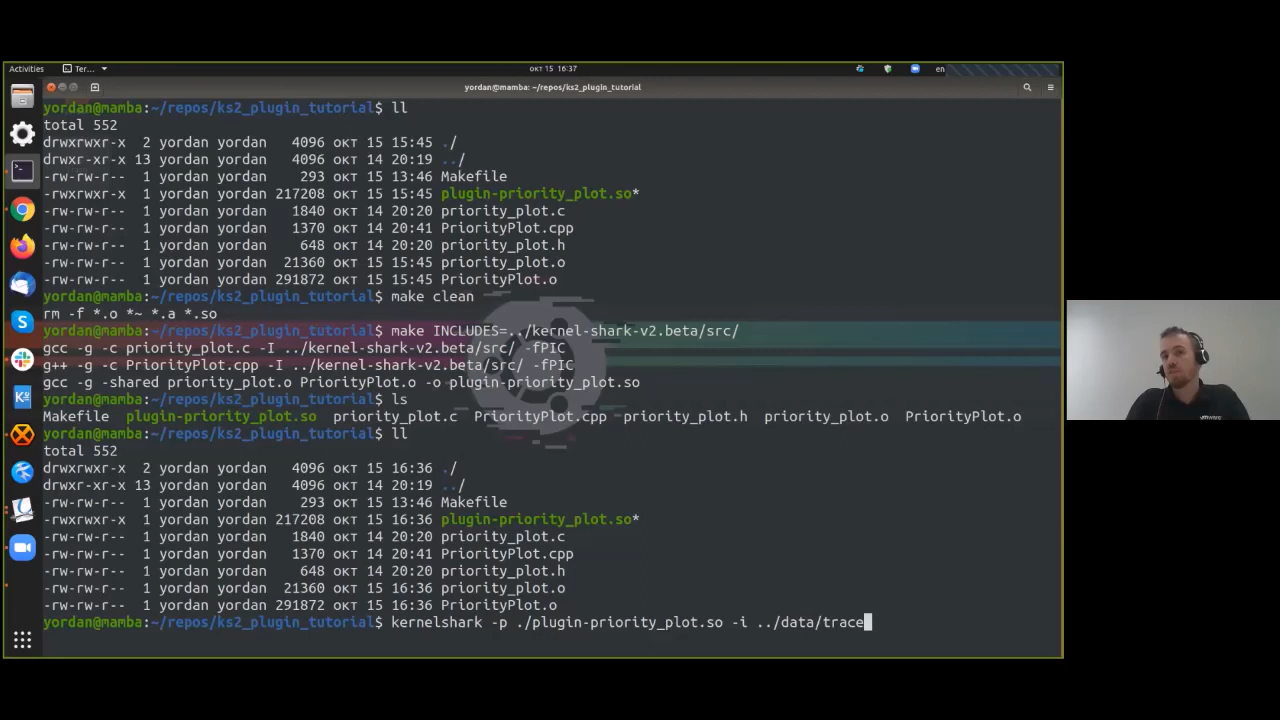 Activities Ter... окт 15 16:37 en
yordan@mamba: ~/repos/ks2_plugin_tutorial
yordan@mamba:~/repos/ks2_plugin_tutorial$ ll
total 552
drwxrwxr-x 2 yordan yordan 4096 окт 15 15:45 ./
drwxr-xr-x 13 yordan yordan 4096 окт 14 20:19 ../
-rw-rw-r-- 1 yordan yordan 293 окт 15 13:46 Makefile
-rwxrwxr-x 1 yordan yordan 217208 окт 15 15:45 plugin-priority_plot.so*
-rw-rw-r-- 1 yordan yordan 1840 окт 14 20:20 priority_plot.c
-rw-rw-r-- 1 yordan yordan 1370 окт 14 20:41 PriorityPlot.cpp
-rw-rw-r-- 1 yordan yordan 648 окт 14 20:20 priority_plot.h
-rw-rw-r-- 1 yordan yordan 21360 окт 15 15:45 priority_plot.o
-rw-rw-r-- 1 yordan yordan 291872 окт 15 15:45 PriorityPlot.o
yordan@mamba:~/repos/ks2_plugin_tutorial$ make clean
rm -f *.o *~ *.a *.so
yordan@mamba:~/repos/ks2_plugin_tutorial$ make INCLUDES=../kernel-shark-v2.beta/src/
gcc -g -c priority_plot.c -I ../kernel-shark-v2.beta/src/ -fPIC
g++ -g -c PriorityPlot.cpp -I ../kernel-shark-v2.beta/src/ -fPIC
gcc -g -shared priority_plot.o PriorityPlot.o -o plugin-priority_plot.so
yordan@mamba:~/repos/ks2_plugin_tutorial$ ls
Makefile plugin-priority_plot.so priority_plot.c PriorityPlot.cpp priority_plot.h priority_plot.o PriorityPlot.o
yordan@mamba:~/repos/ks2_plugin_tutorial$ ll
total 552
drwxrwxr-x 2 yordan yordan 4096 окт 15 16:36 ./
drwxr-xr-x 13 yordan yordan 4096 окт 14 20:19 ../
-rw-rw-r-- 1 yordan yordan 293 окт 15 13:46 Makefile
-rwxrwxr-x 1 yordan yordan 217208 окт 15 16:36 plugin-priority_plot.so*
-rw-rw-r-- 1 yordan yordan 1840 окт 14 20:20 priority_plot.c
-rw-rw-r-- 1 yordan yordan 1370 окт 14 20:41 PriorityPlot.cpp
-rw-rw-r-- 1 yordan yordan 648 окт 14 20:20 priority_plot.h
-rw-rw-r-- 1 yordan yordan 21360 окт 15 16:36 priority_plot.o
-rw-rw-r-- 1 yordan yordan 291872 окт 15 16:36 PriorityPlot.o
yordan@mamba:~/repos/ks2_plugin_tutorial$ kernelshark -p ./plugin-priority_plot.so -i ../data/trace
vmware